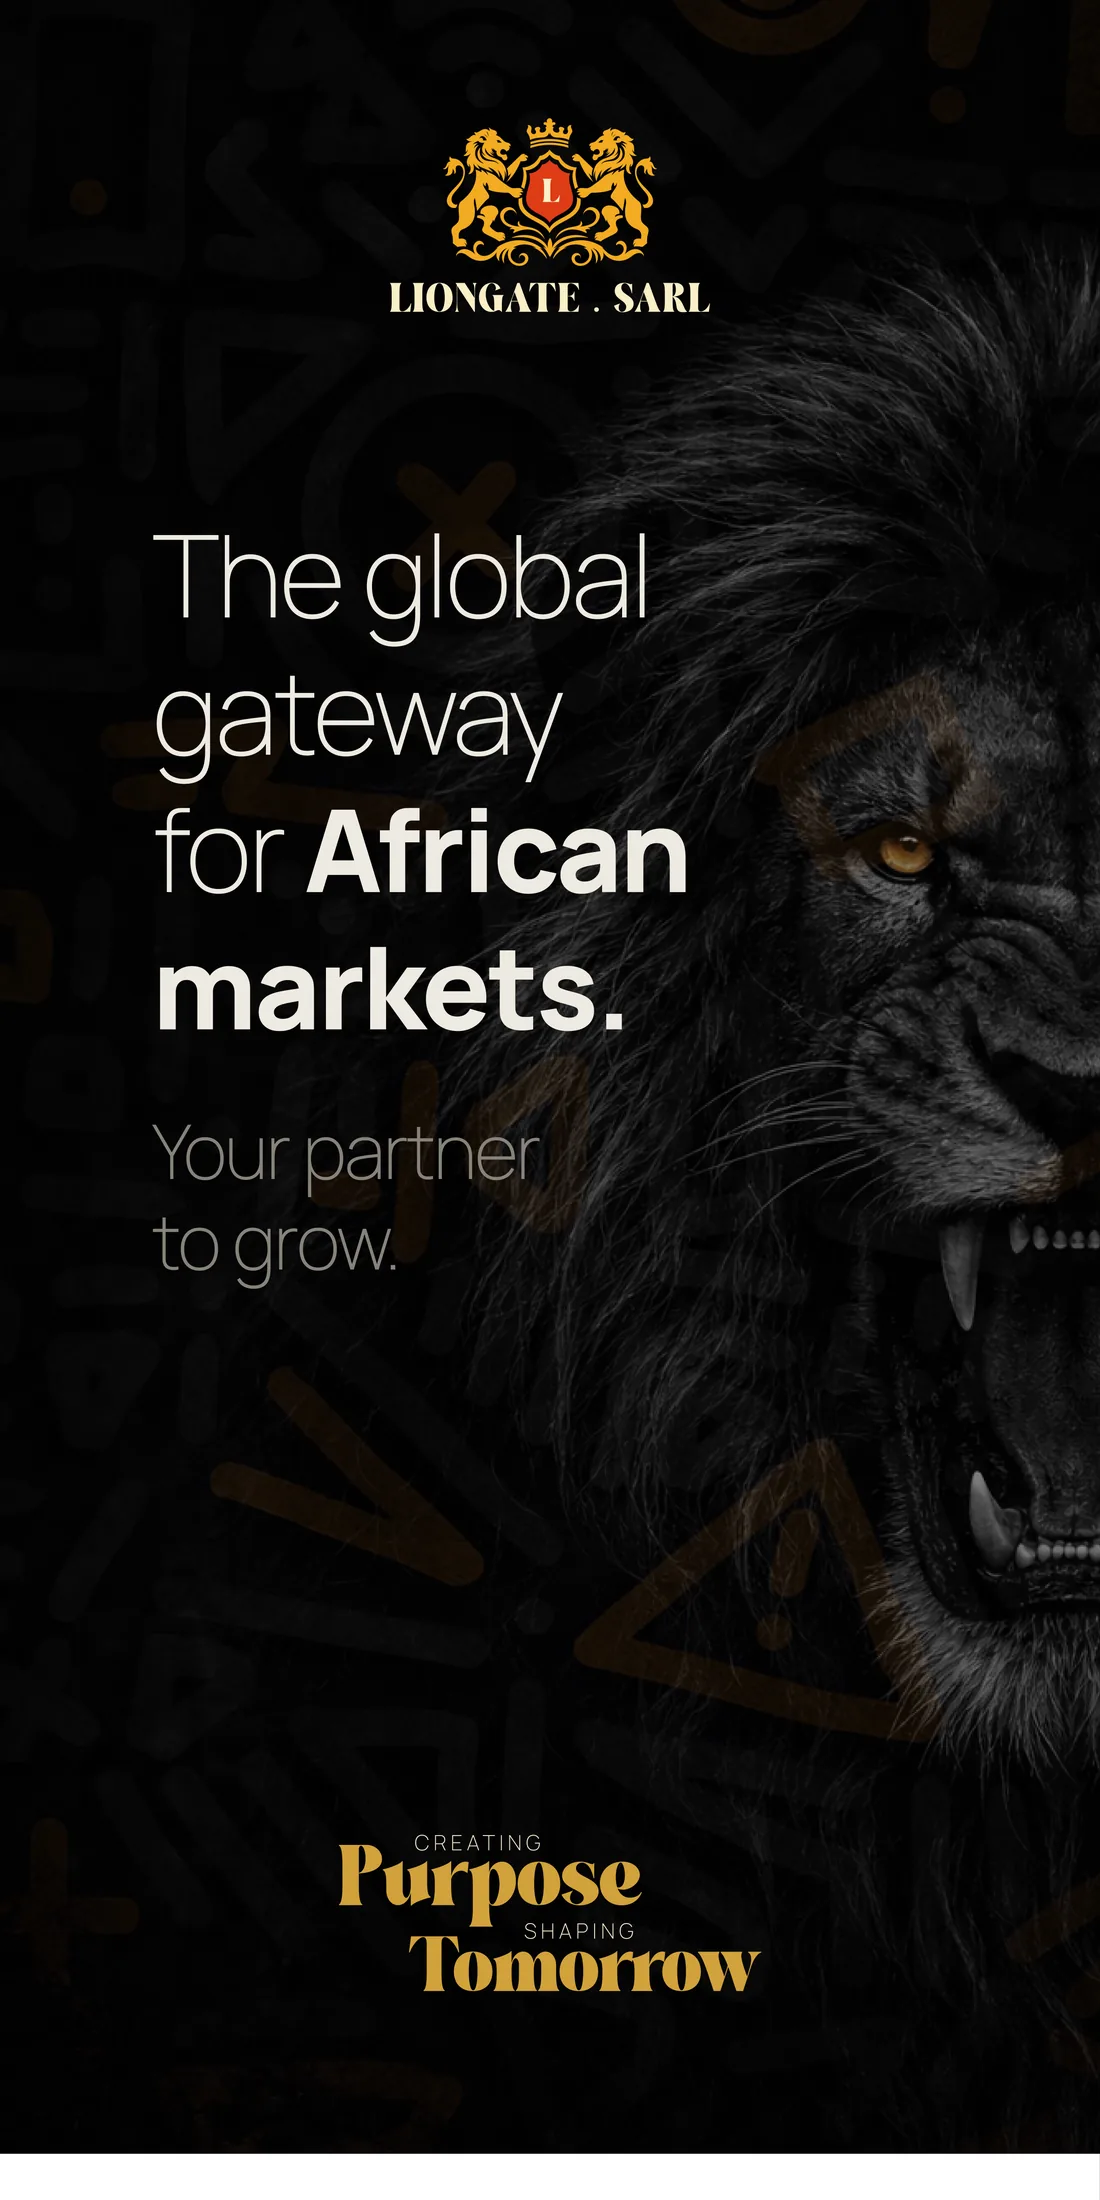 L
LIONGATE . SARL
The global
gateway
for African
markets.
Your partner
to grow.
CREATING
Purpose
SHAPING
Tomorrow